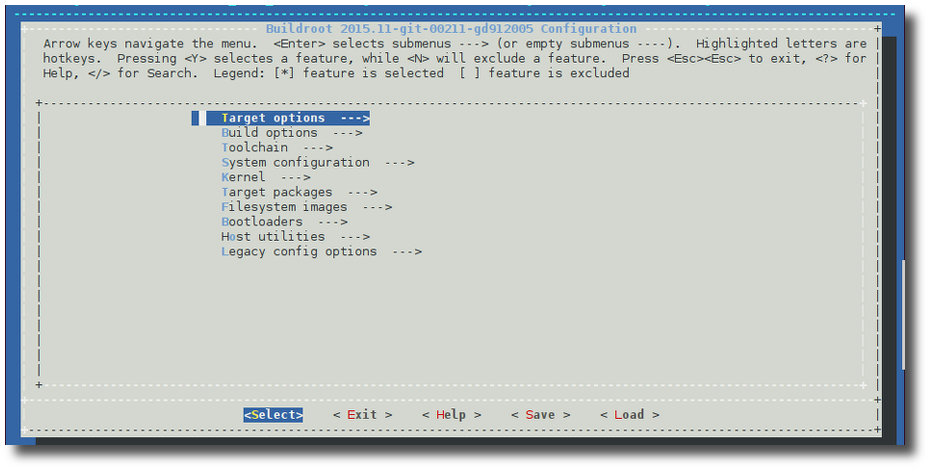 Buildroot 2015.11-git-00211-gd912005 Configuration
Arrow keys navigate the menu.  <Enter> selects submenus ---> (or empty submenus ----).  Highlighted letters are
hotkeys.  Pressing <Y> selectes a feature, while <N> will exclude a feature.  Press <Esc><Esc> to exit, <?> for
Help, </> for Search.  Legend: [*] feature is selected  [ ] feature is excluded
Target options  --->
Build options  --->
Toolchain  --->
System configuration  --->
Kernel  --->
Target packages  --->
Filesystem images  --->
Bootloaders  --->
Host utilities  --->
Legacy config options  --->
<Select>    < Exit >    < Help >    < Save >    < Load >